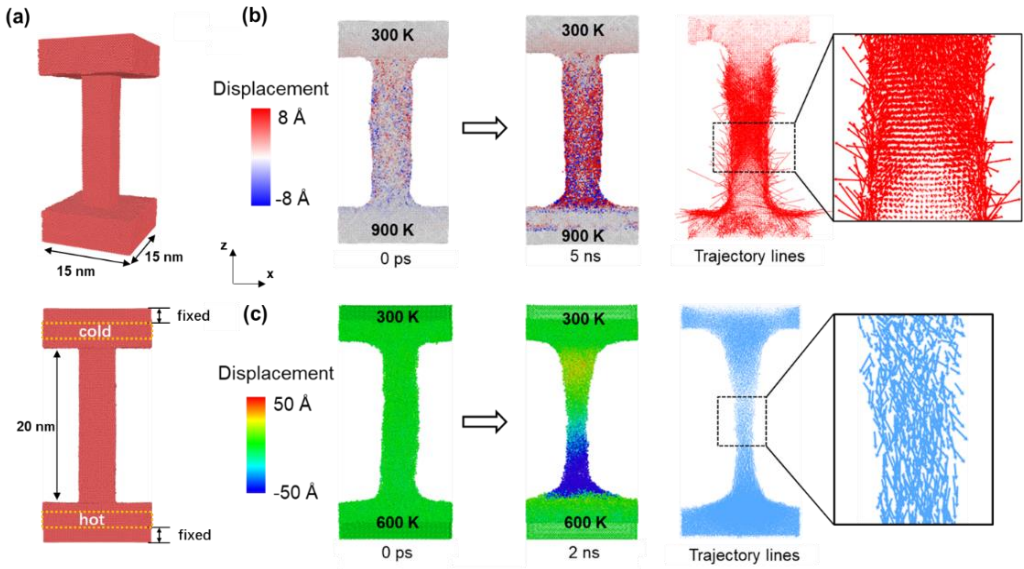 (a)
15 nm
15 nm
z
x
fixed
cold
20 nm
hot
fixed
(b)
Displacement
8 Å
-8 Å
300 K
900 K
0 ps
300 K
900 K
5 ns
Trajectory lines
(c)
Displacement
50 Å
-50 Å
300 K
600 K
0 ps
300 K
600 K
2 ns
Trajectory lines